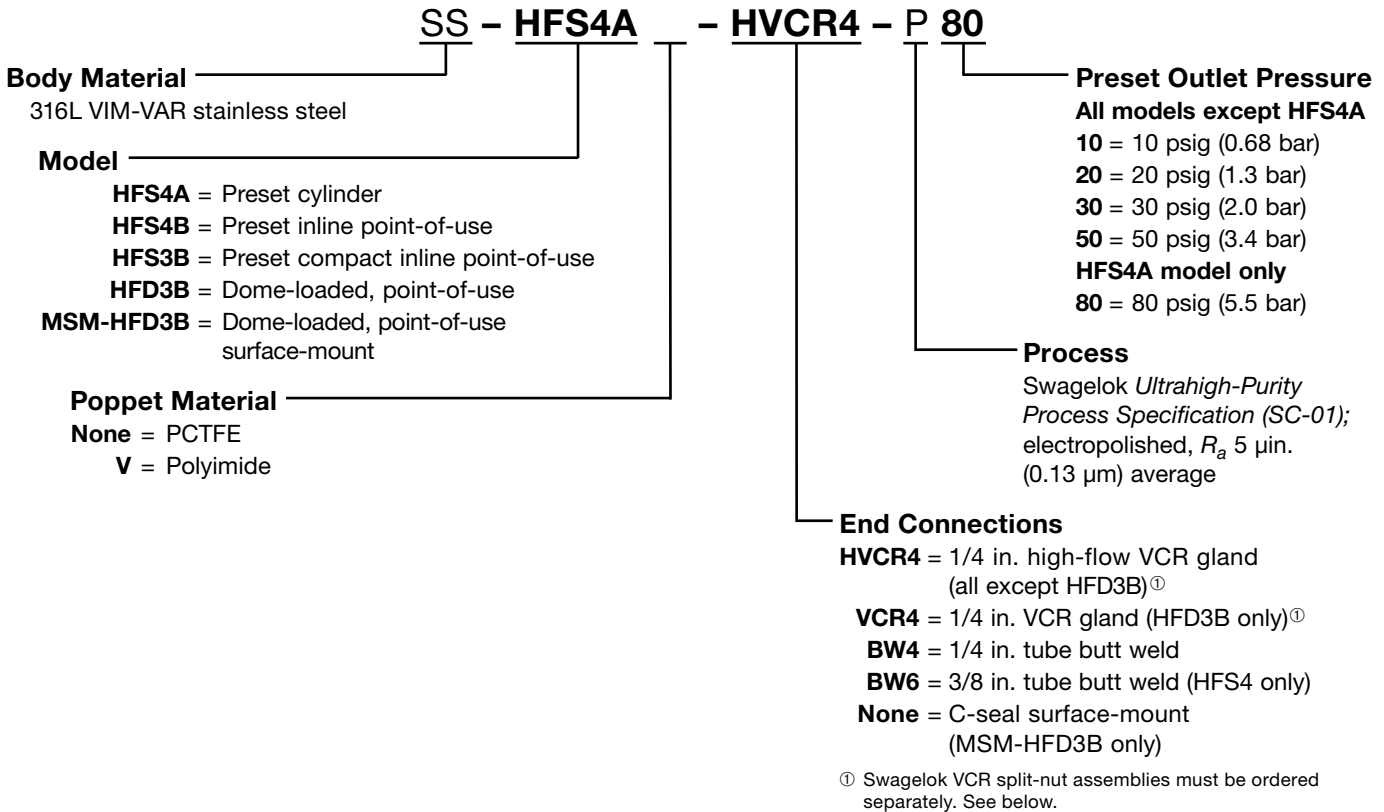 SS – HFS4A – HVCR4 – P 80
Body Material
316L VIM-VAR stainless steel
Model
HFS4A = Preset cylinder
HFS4B = Preset inline point-of-use
HFS3B = Preset compact inline point-of-use
HFD3B = Dome-loaded, point-of-use
MSM-HFD3B = Dome-loaded, point-of-use
surface-mount
Poppet Material
None = PCTFE
V = Polyimide
Preset Outlet Pressure
All models except HFS4A
10 = 10 psig (0.68 bar)
20 = 20 psig (1.3 bar)
30 = 30 psig (2.0 bar)
50 = 50 psig (3.4 bar)
HFS4A model only
80 = 80 psig (5.5 bar)
Process
Swagelok Ultrahigh-Purity
Process Specification (SC-01);
electropolished, Ra 5 µin.
(0.13 µm) average
End Connections
HVCR4 = 1/4 in. high-flow VCR gland
(all except HFD3B)①
VCR4 = 1/4 in. VCR gland (HFD3B only)①
BW4 = 1/4 in. tube butt weld
BW6 = 3/8 in. tube butt weld (HFS4 only)
None = C-seal surface-mount
(MSM-HFD3B only)
① Swagelok VCR split-nut assemblies must be ordered
separately. See below.